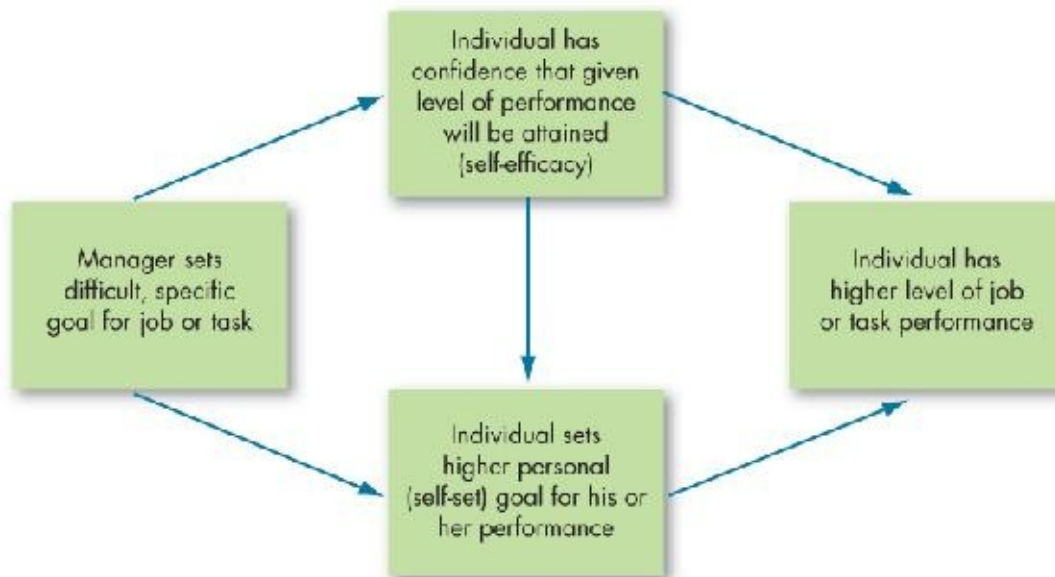 Individual has
confidence that given
level of performance
will be attained
(self-efficacy)
Manager sets
difficult, specific
goal for job or task
Individual has
higher level of job
or task performance
Individual sets
higher personal
(self-set) goal for his or
her performance